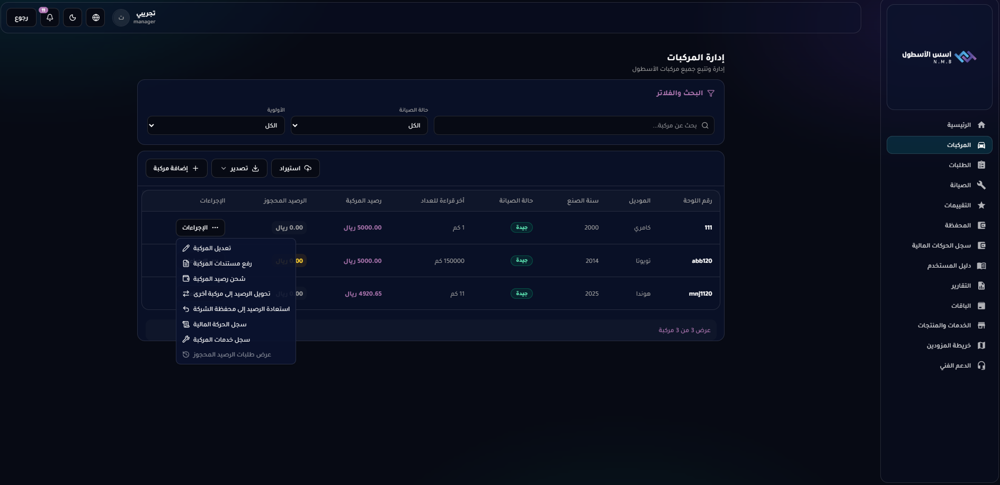 أسس الأسطول
N.M.B
الرئيسية
المركبات
الطلبات
الصيانة
التقييمات
المحفظة
سجل الحركات المالية
دليل المستخدم
التقارير
الباقات
الخدمات والمنتجات
خريطة المزودين
الدعم الفني
تجريبي
manager
ت
11
رجوع
إدارة المركبات
إدارة وتتبع جميع مركبات الأسطول
البحث والفلاتر
حالة الصيانة
الأولوية
بحث عن مركبة...
الكل
الكل
استيراد
تصدير
إضافة مركبة
رقم اللوحة الموديل سنة الصنع حالة الصيانة أخر قراءة للعداد رصيد المركبة الرصيد المحجوز الإجراءات
111 كامري 2000 جيدة 1 كم 5000.00 ريال 0.00 ريال الإجراءات
abb120 تويوتا 2014 جيدة 150000 كم 5000.00 ريال 00 ريال
mnj1120 هوندا 2025 جيدة 11 كم 4920.65 ريال 00 ريال
تعديل المركبة
رفع مستندات المركبة
شحن رصيد المركبة
تحويل الرصيد إلى مركبة أخرى
استعادة الرصيد إلى محفظة الشركة
سجل الحركة المالية
سجل خدمات المركبة
عرض طلبات الرصيد المحجوز
عرض 3 من 3 مركبة